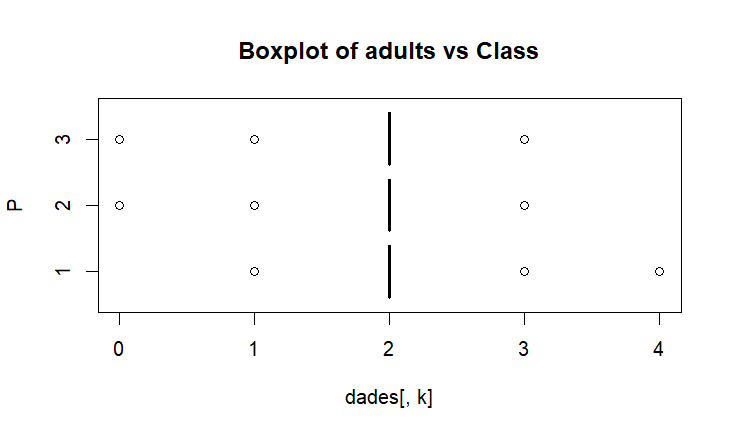 Boxplot of adults vs Class
P
3
2
1
0 1 2 3 4
dades[, k]